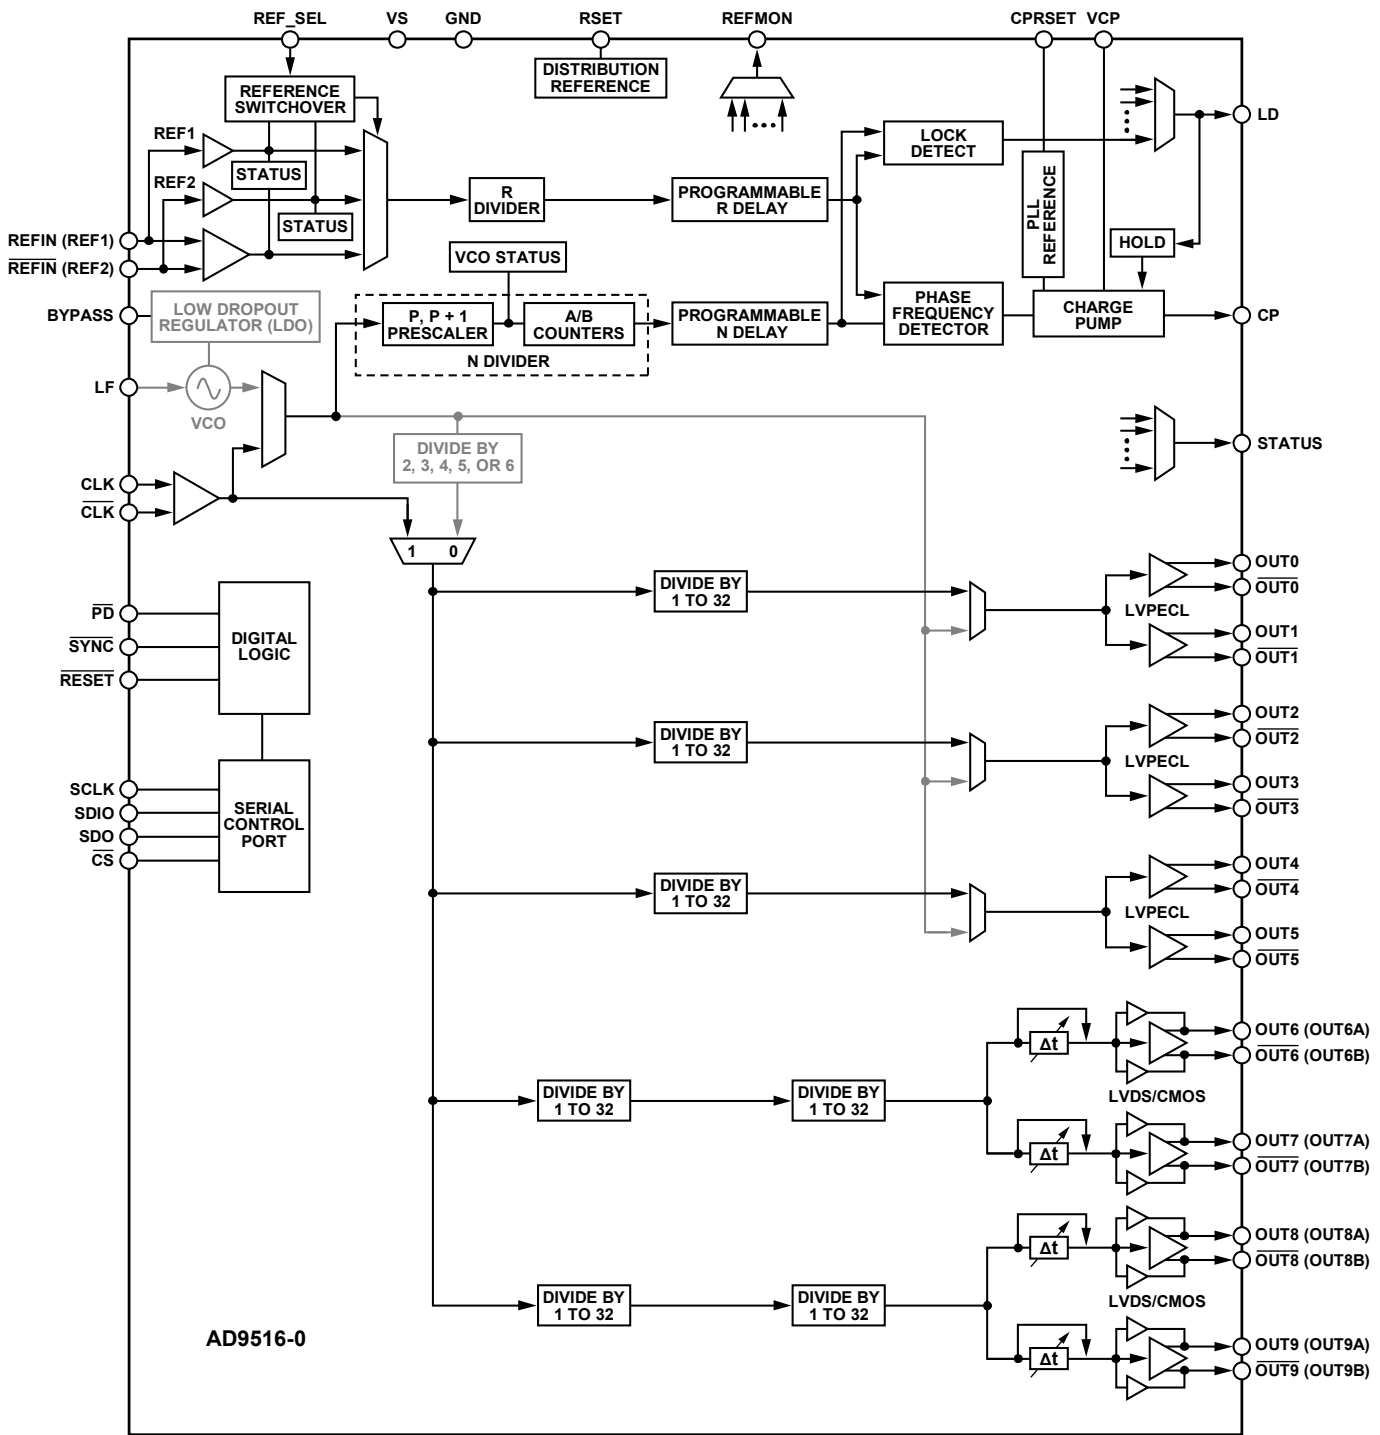 REF_SEL
VS
GND
RSET
REFMON
CPRSET
VCP
DISTRIBUTION
REFERENCE
REFERENCE
SWITCHOVER
REF1
STATUS
REF2
STATUS
REFIN (REF1)
REFIN (REF2)
R
DIVIDER
PROGRAMMABLE
R DELAY
LOCK
DETECT
PLL
REFERENCE
LD
HOLD
VCO STATUS
BYPASS
LOW DROPOUT
REGULATOR (LDO)
P, P + 1
PRESCALER
A/B
COUNTERS
N DIVIDER
PROGRAMMABLE
N DELAY
PHASE
FREQUENCY
DETECTOR
CHARGE
PUMP
CP
LF
VCO
DIVIDE BY
2, 3, 4, 5, OR 6
STATUS
CLK
CLK
1
0
PD
SYNC
RESET
DIGITAL
LOGIC
SCLK
SDIO
SDO
CS
SERIAL
CONTROL
PORT
DIVIDE BY
1 TO 32
LVPECL
OUT0
OUT0
OUT1
OUT1
DIVIDE BY
1 TO 32
LVPECL
OUT2
OUT2
OUT3
OUT3
DIVIDE BY
1 TO 32
LVPECL
OUT4
OUT4
OUT5
OUT5
DIVIDE BY
1 TO 32
DIVIDE BY
1 TO 32
Δt
Δt
LVDS/CMOS
OUT6 (OUT6A)
OUT6 (OUT6B)
OUT7 (OUT7A)
OUT7 (OUT7B)
DIVIDE BY
1 TO 32
DIVIDE BY
1 TO 32
Δt
Δt
LVDS/CMOS
OUT8 (OUT8A)
OUT8 (OUT8B)
OUT9 (OUT9A)
OUT9 (OUT9B)
AD9516-0